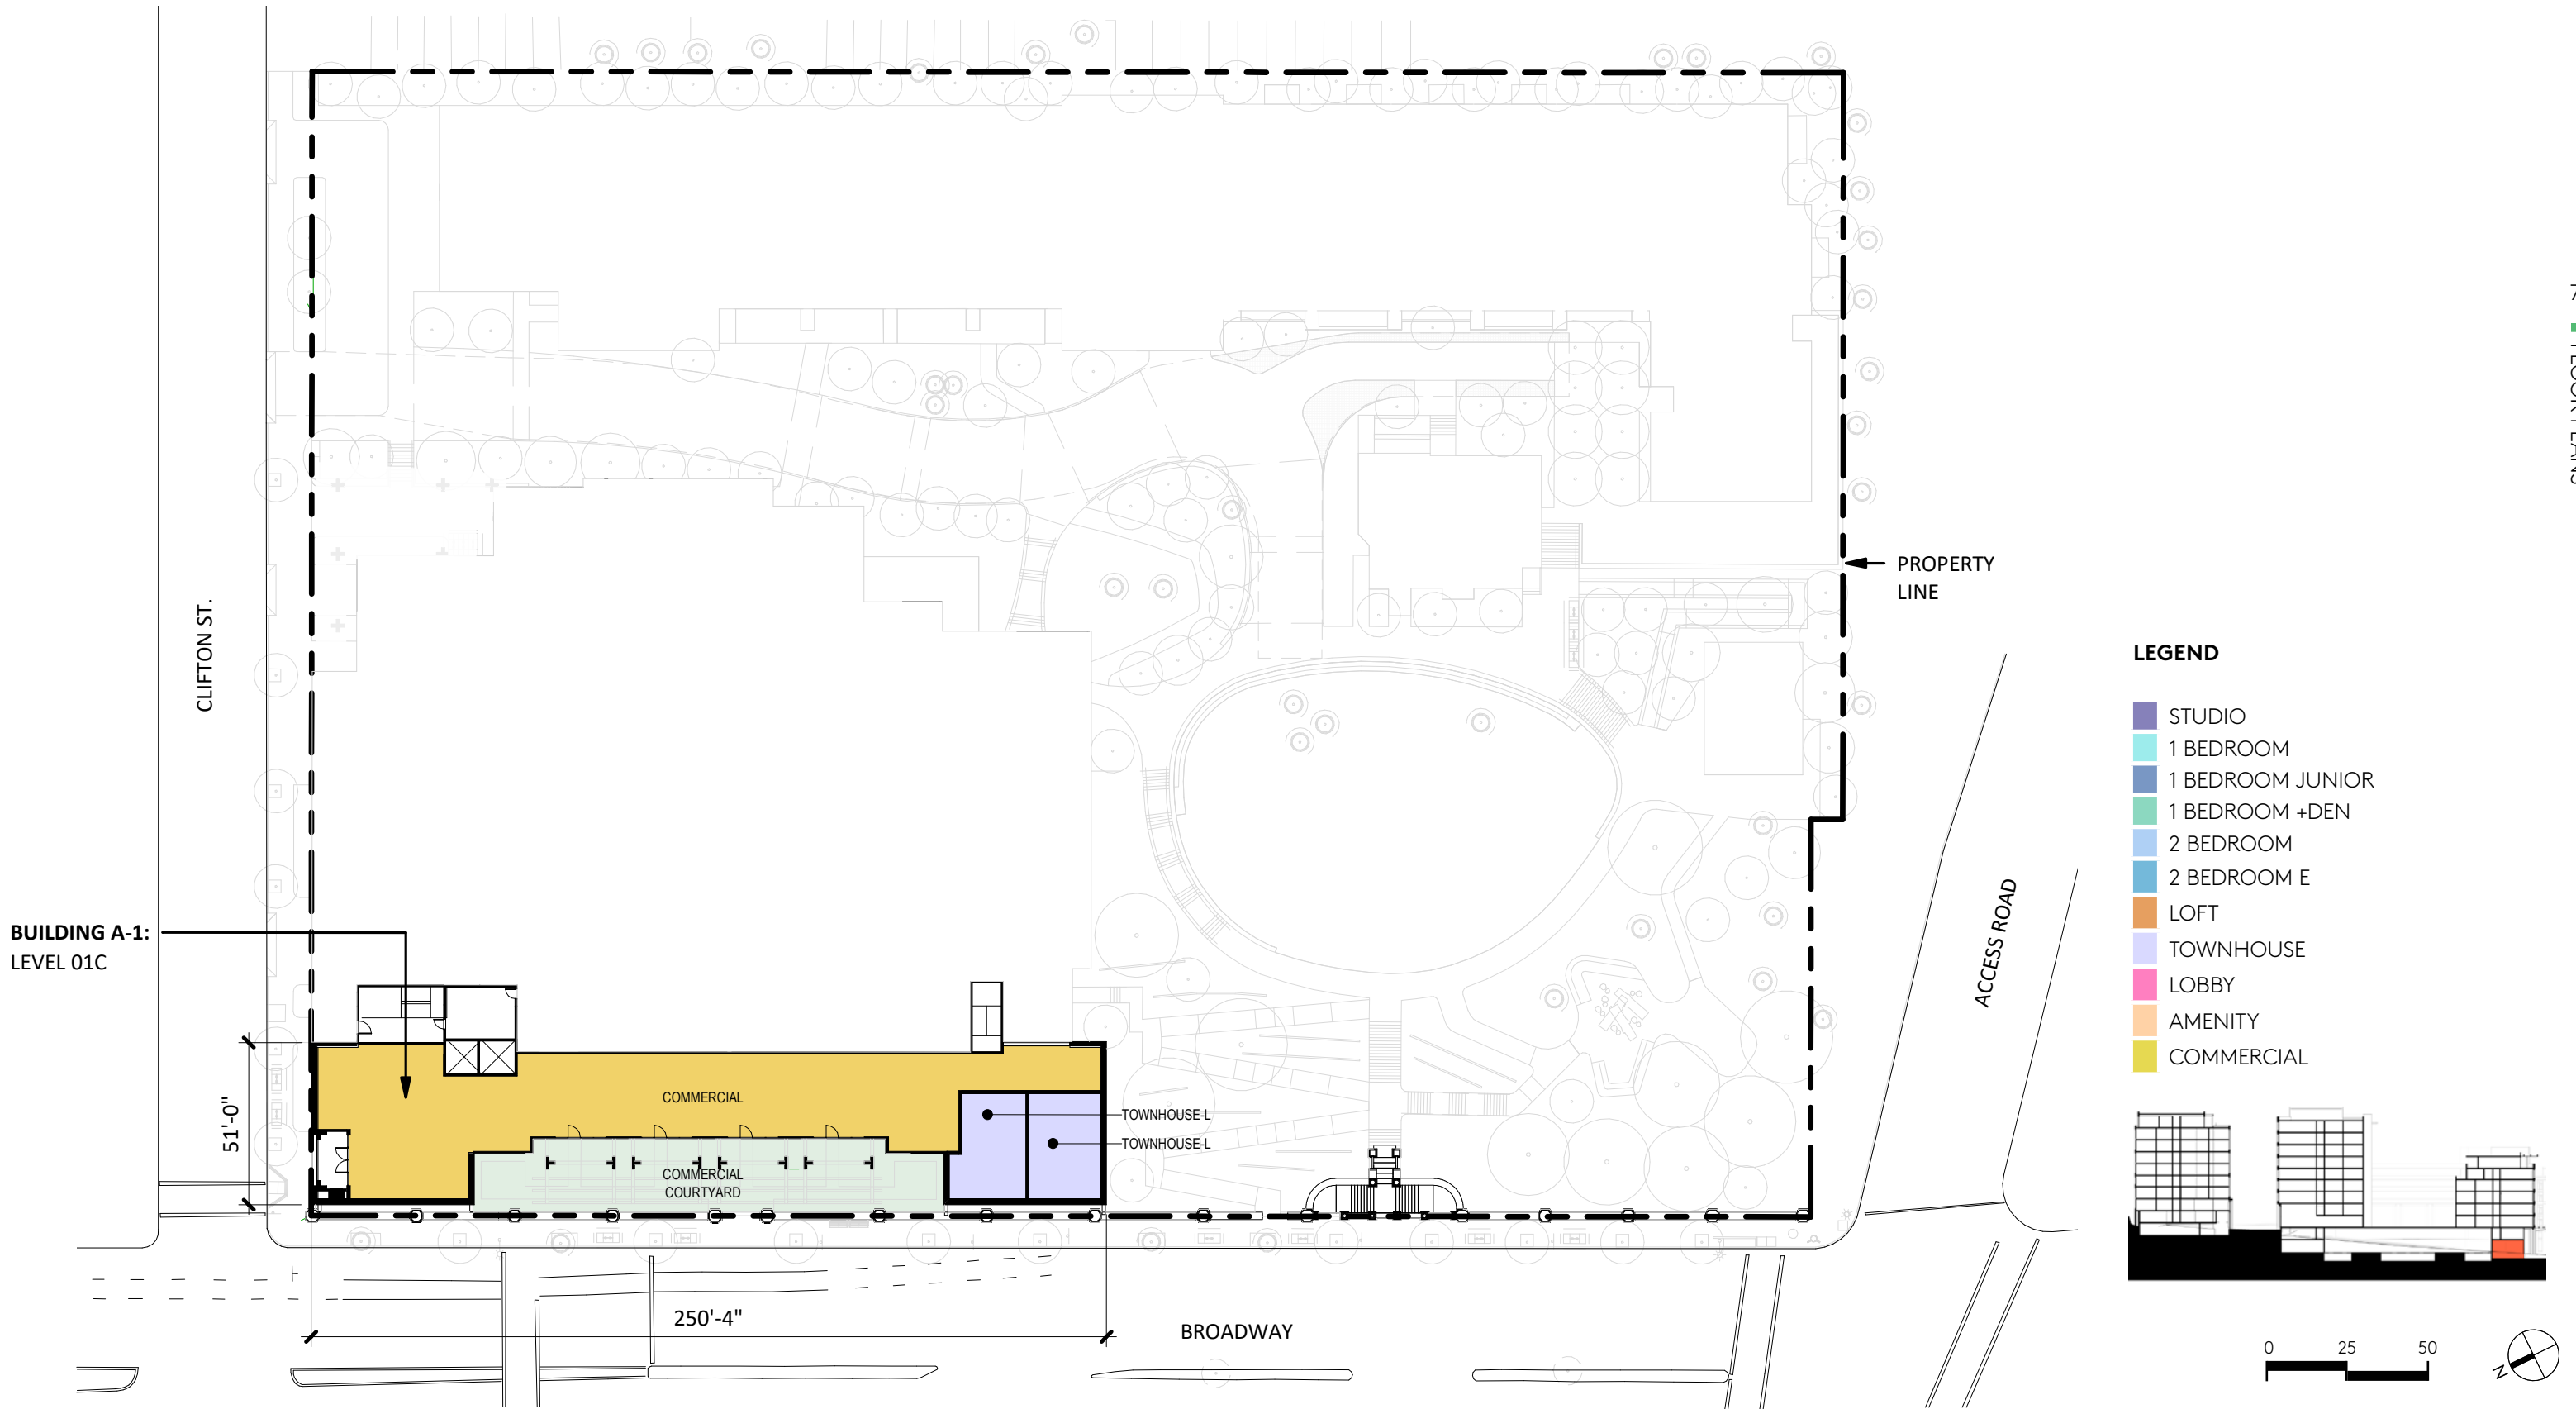 CLIFTON ST.
PROPERTY
LINE
BUILDING A-1:
LEVEL 01C
51'-0"
COMMERCIAL
TOWNHOUSE-L
TOWNHOUSE-L
COMMERCIAL
COURTYARD
250'-4"
BROADWAY
ACCESS ROAD
LEGEND
STUDIO
1 BEDROOM
1 BEDROOM JUNIOR
1 BEDROOM +DEN
2 BEDROOM
2 BEDROOM E
LOFT
TOWNHOUSE
LOBBY
AMENITY
COMMERCIAL
0 25 50
N
FLOOR PLANS